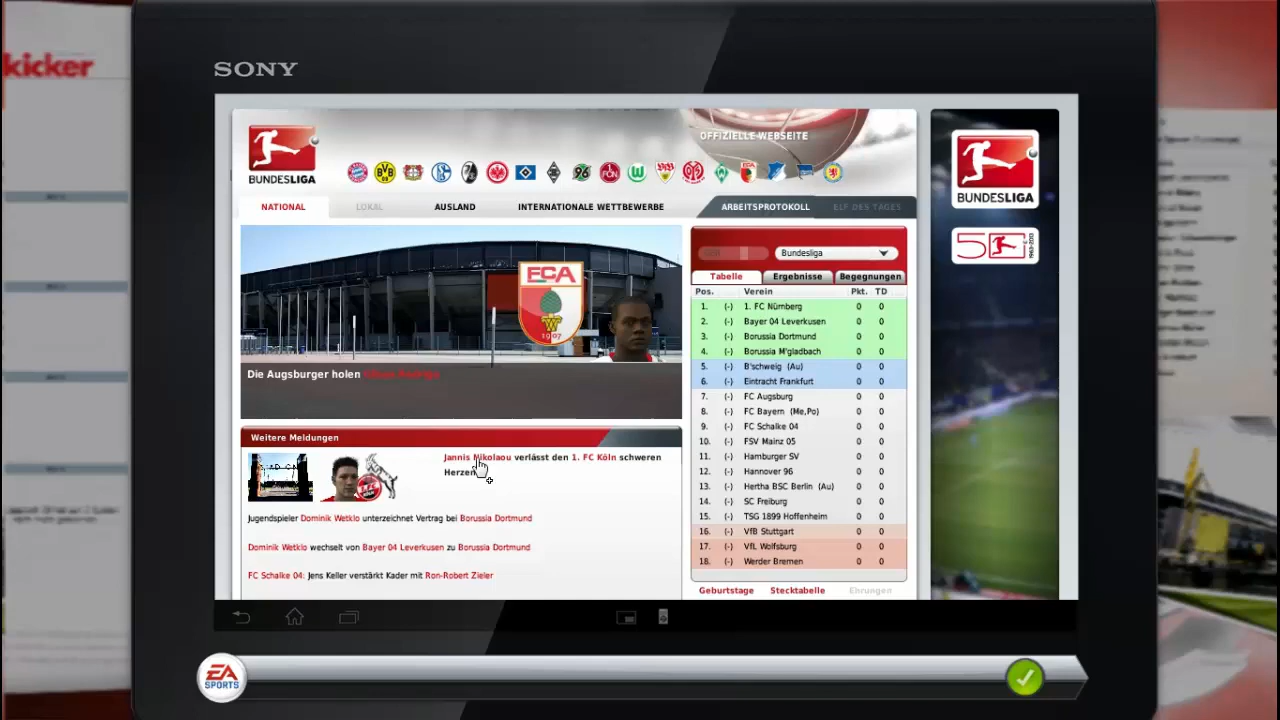 kicker
SONY
BUNDESLIGA
OFFIZIELLE WEBSEITE
NATIONAL
LOKAL
AUSLAND
INTERNATIONALE WETTBEWERBE
ARBEITSPROTOKOLL
ELF DES TAGES
BUNDESLIGA
50
FCA
1907
Die Augsburger holen
Bundesliga
Tabelle Ergebnisse Begegnungen
Pos. Verein Pkt. TD
1. (-) 1. FC Nürnberg 0 0
2. (-) Bayer 04 Leverkusen 0 0
3. (-) Borussia Dortmund 0 0
4. (-) Borussia M'gladbach 0 0
5. (-) B'schweig (Au) 0 0
6. (-) Eintracht Frankfurt 0 0
7. (-) FC Augsburg 0 0
8. (-) FC Bayern (Me,Po) 0 0
9. (-) FC Schalke 04 0 0
10. (-) FSV Mainz 05 0 0
11. (-) Hamburger SV 0 0
12. (-) Hannover 96 0 0
13. (-) Hertha BSC Berlin (Au) 0 0
14. (-) SC Freiburg 0 0
15. (-) TSG 1899 Hoffenheim 0 0
16. (-) VfB Stuttgart 0 0
17. (-) VfL Wolfsburg 0 0
18. (-) Werder Bremen 0 0
Geburtstage Stecktabelle Ehrungen
Weitere Meldungen
Jannis Nikolaou verlässt den 1. FC Köln schweren
Herzen
Jugendspieler Dominik Wetklo unterzeichnet Vertrag bei Borussia Dortmund
Dominik Wetklo wechselt von Bayer 04 Leverkusen zu Borussia Dortmund
FC Schalke 04: Jens Keller verstärkt Kader mit Ron-Robert Zieler
EA
SPORTS